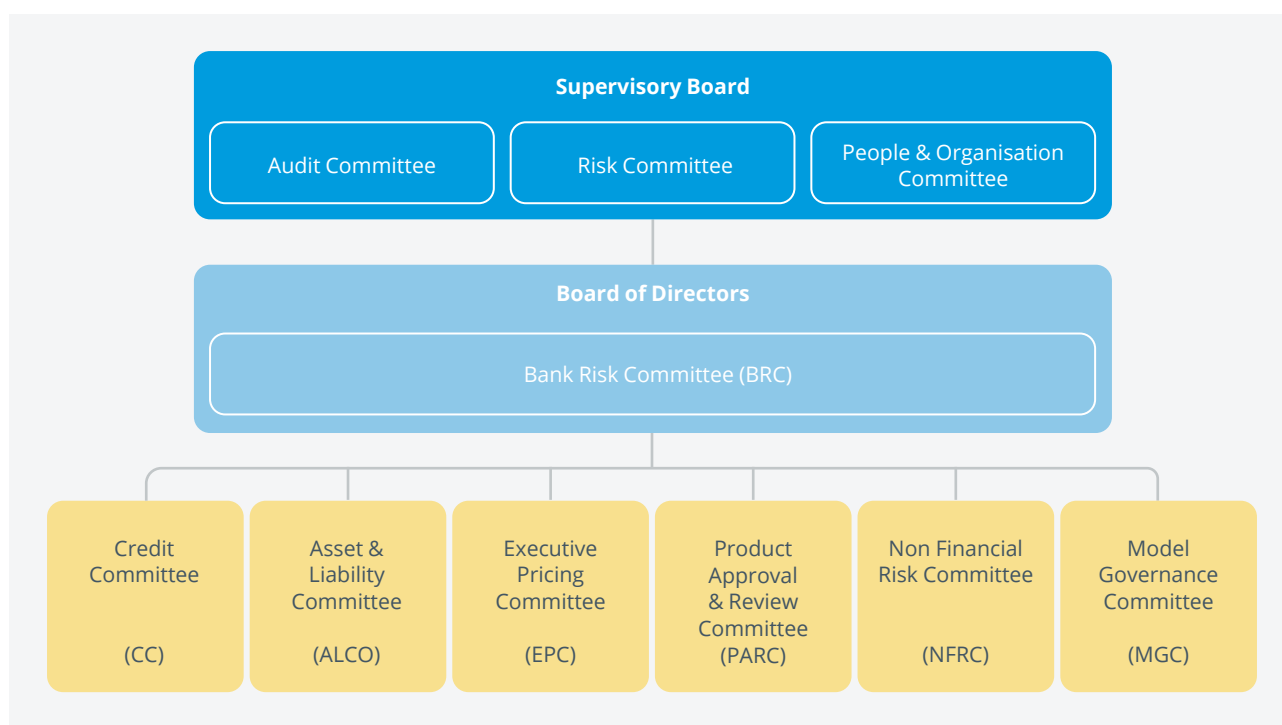 Supervisory Board
Audit Committee
Risk Committee
People & Organisation
Committee
Board of Directors
Bank Risk Committee (BRC)
Credit
Committee
(CC)
Asset &
Liability
Committee
(ALCO)
Executive
Pricing
Committee
(EPC)
Product
Approval
& Review
Committee
(PARC)
Non Financial
Risk Committee
(NFRC)
Model
Governance
Committee
(MGC)